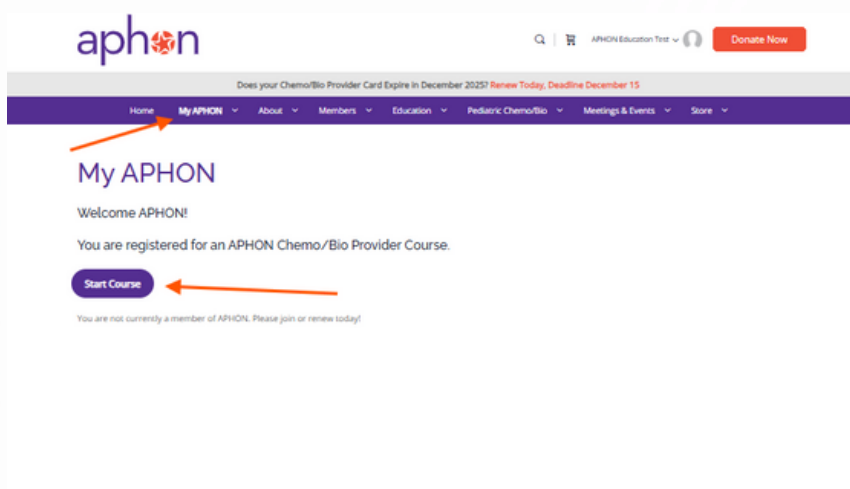 aphon
APHON Education Test
Donate Now
Does your Chemo/Bio Provider Card Expire in December 2025? Renew Today, Deadline December 15
Home My APHON About Members Education Pediatric Chemo/Bio Meetings & Events Store
My APHON
Welcome APHON!
You are registered for an APHON Chemo/Bio Provider Course.
Start Course
You are not currently a member of APHON. Please join or renew today!